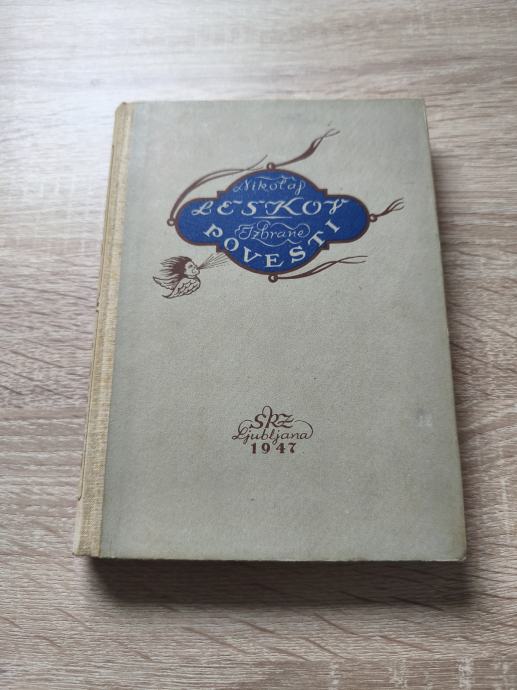 Nikolaj
LESKOV
Izbrane
POVESTI
SKZ
Ljubljana
1947